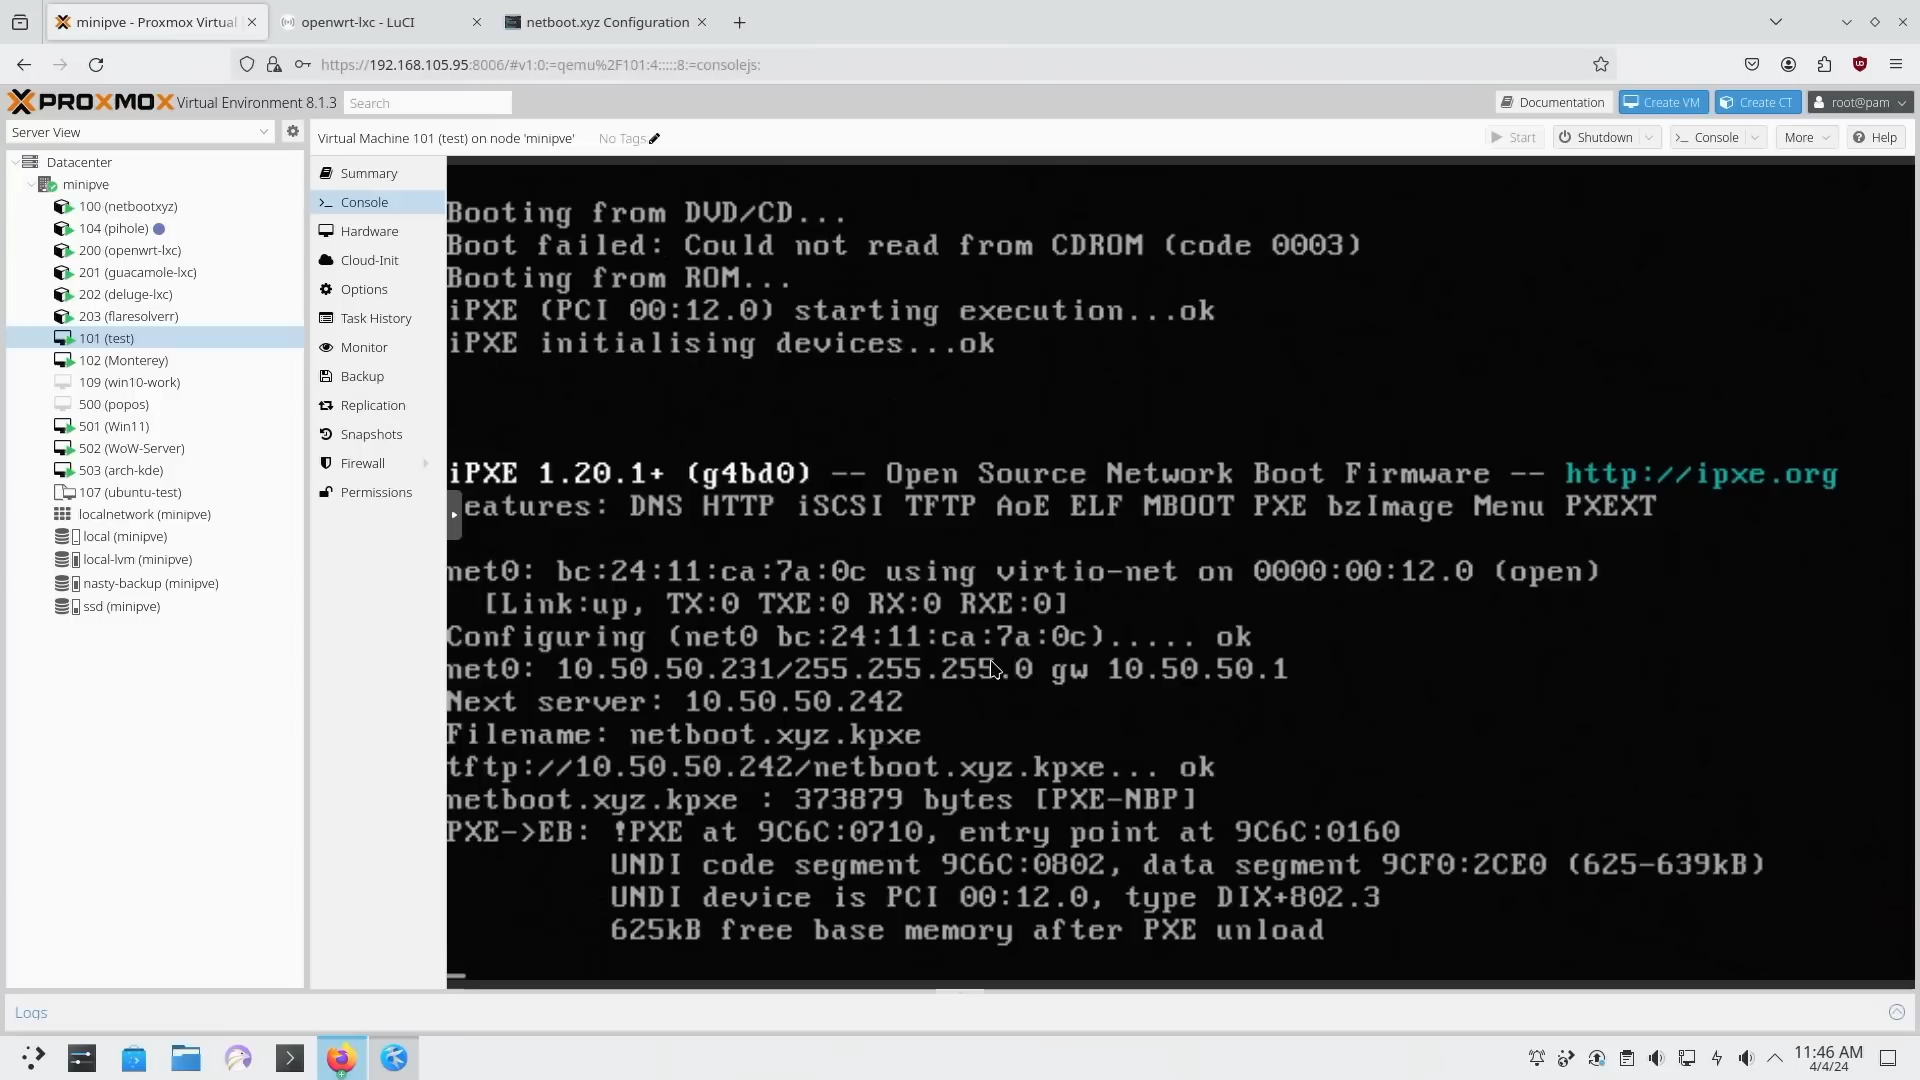 minipve - Proxmox Virtual
openwrt-lxc - LuCI
netboot.xyz Configuration
https://192.168.105.95:8006/#v1:0:=qemu%2F101:4:::::8:=consolejs:
PROXMOX Virtual Environment 8.1.3
Search
Documentation
Create VM
Create CT
root@pam
Server View
Virtual Machine 101 (test) on node 'minipve'
No Tags
Start
Shutdown
Console
More
Help
Datacenter
minipve
100 (netbootxyz)
104 (pihole)
200 (openwrt-lxc)
201 (guacamole-lxc)
202 (deluge-lxc)
203 (flaresolverr)
101 (test)
102 (Monterey)
109 (win10-work)
500 (popos)
501 (Win11)
502 (WoW-Server)
503 (arch-kde)
107 (ubuntu-test)
localnetwork (minipve)
local (minipve)
local-lvm (minipve)
nasty-backup (minipve)
ssd (minipve)
Summary
Console
Hardware
Cloud-Init
Options
Task History
Monitor
Backup
Replication
Snapshots
Firewall
Permissions
Booting from DVD/CD...
Boot failed: Could not read from CDROM (code 0003)
Booting from ROM...
iPXE (PCI 00:12.0) starting execution...ok
iPXE initialising devices...ok
iPXE 1.20.1+ (g4bd0) -- Open Source Network Boot Firmware -- http://ipxe.org
eatures: DNS HTTP iSCSI TFTP AoE ELF MBOOT PXE bzImage Menu PXEXT
net0: bc:24:11:ca:7a:0c using virtio-net on 0000:00:12.0 (open)
[Link:up, TX:0 TXE:0 RX:0 RXE:0]
Configuring (net0 bc:24:11:ca:7a:0c)..... ok
net0: 10.50.50.231/255.255.255.0 gw 10.50.50.1
Next server: 10.50.50.242
Filename: netboot.xyz.kpxe
tftp://10.50.50.242/netboot.xyz.kpxe... ok
netboot.xyz.kpxe : 373879 bytes [PXE-NBP]
PXE->EB: !PXE at 9C6C:0710, entry point at 9C6C:0160
UNDI code segment 9C6C:0802, data segment 9CF0:2CE0 (625-639kB)
UNDI device is PCI 00:12.0, type DIX+802.3
625kB free base memory after PXE unload
Logs
11:46 AM
4/4/24